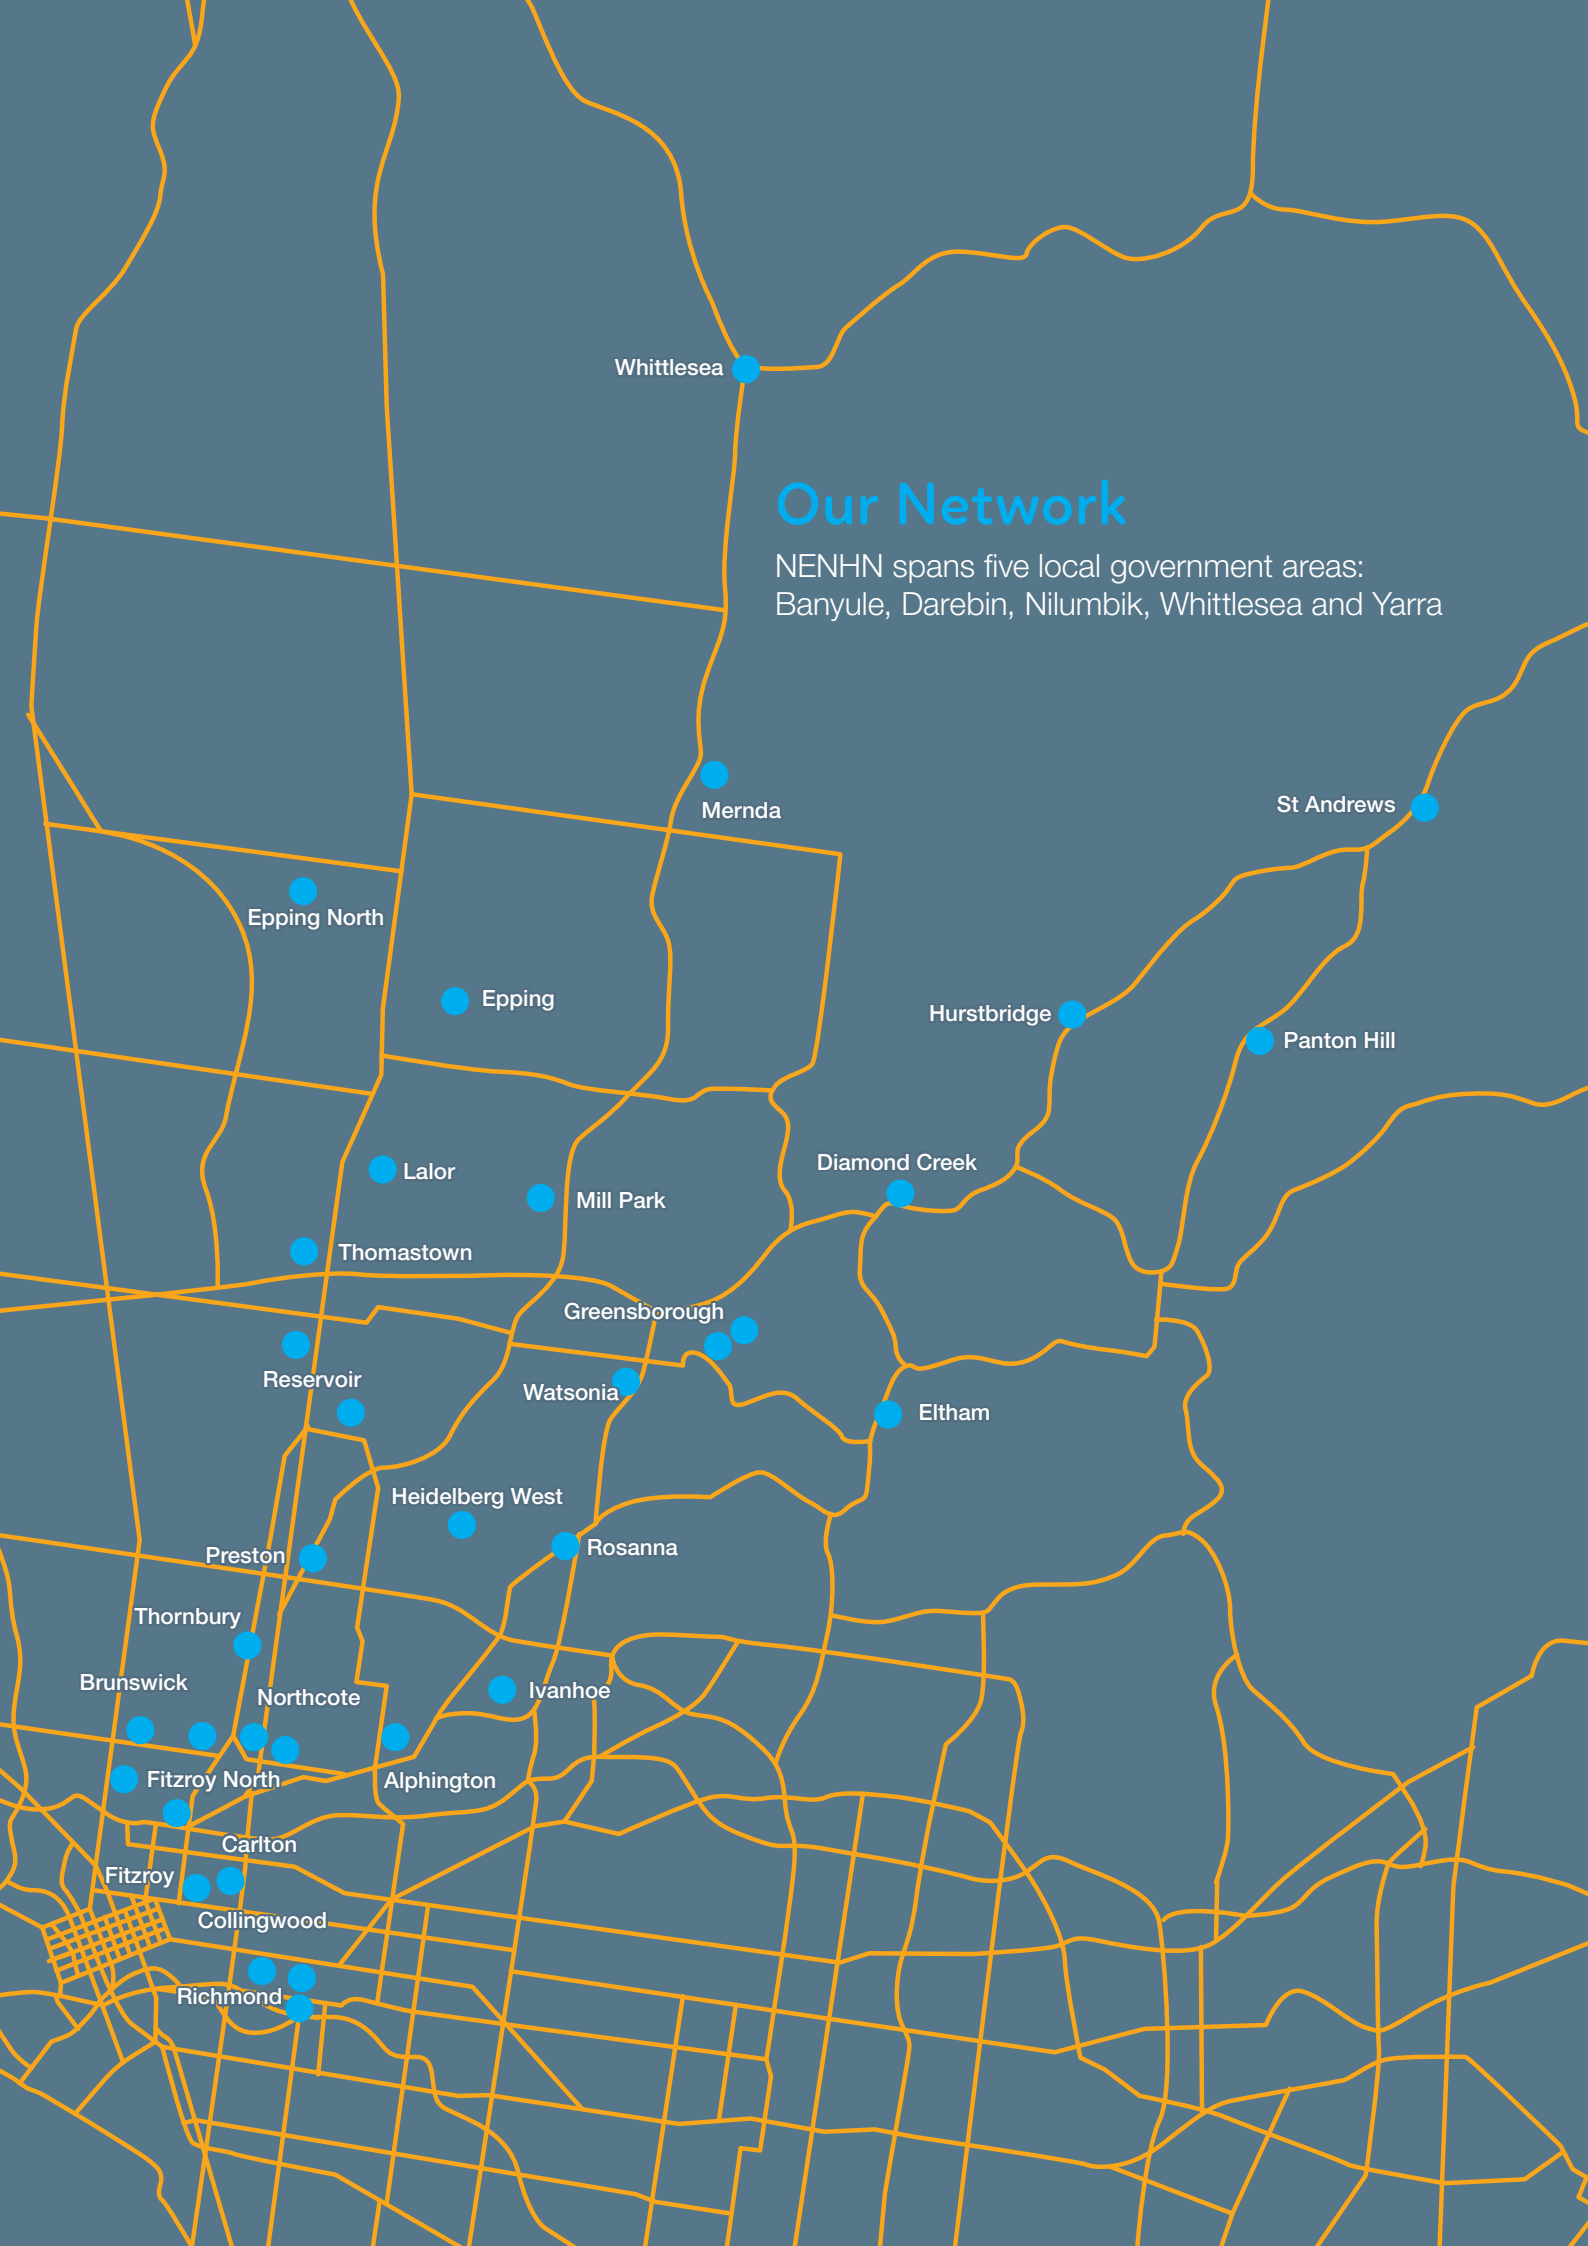 Whittlesea
Our Network
NENHN spans five local government areas:
Banyule, Darebin, Nilumbik, Whittlesea and Yarra
Mernda
St Andrews
Epping North
Epping
Hurstbridge
Panton Hill
Diamond Creek
Lalor
Mill Park
Thomastown
Greensborough
Reservoir
Watsonia
Eltham
Heidelberg West
Rosanna
Preston
Thornbury
Brunswick
Northcote
Ivanhoe
Fitzroy North
Alphington
Carlton
Fitzroy
Collingwood
Richmond